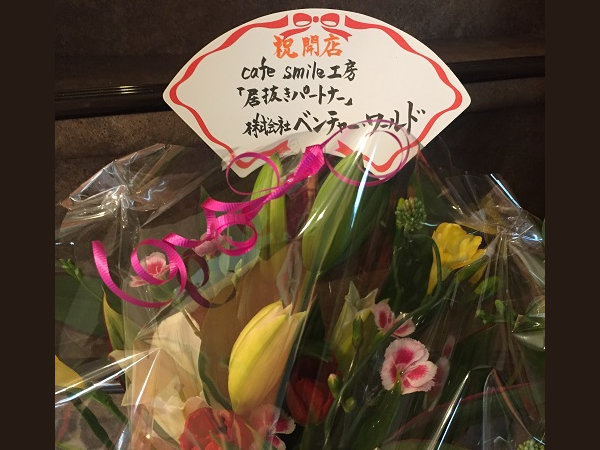 祝開店
cafe smile工房
「居抜きパートナー」
株式会社ベンチャーワールド